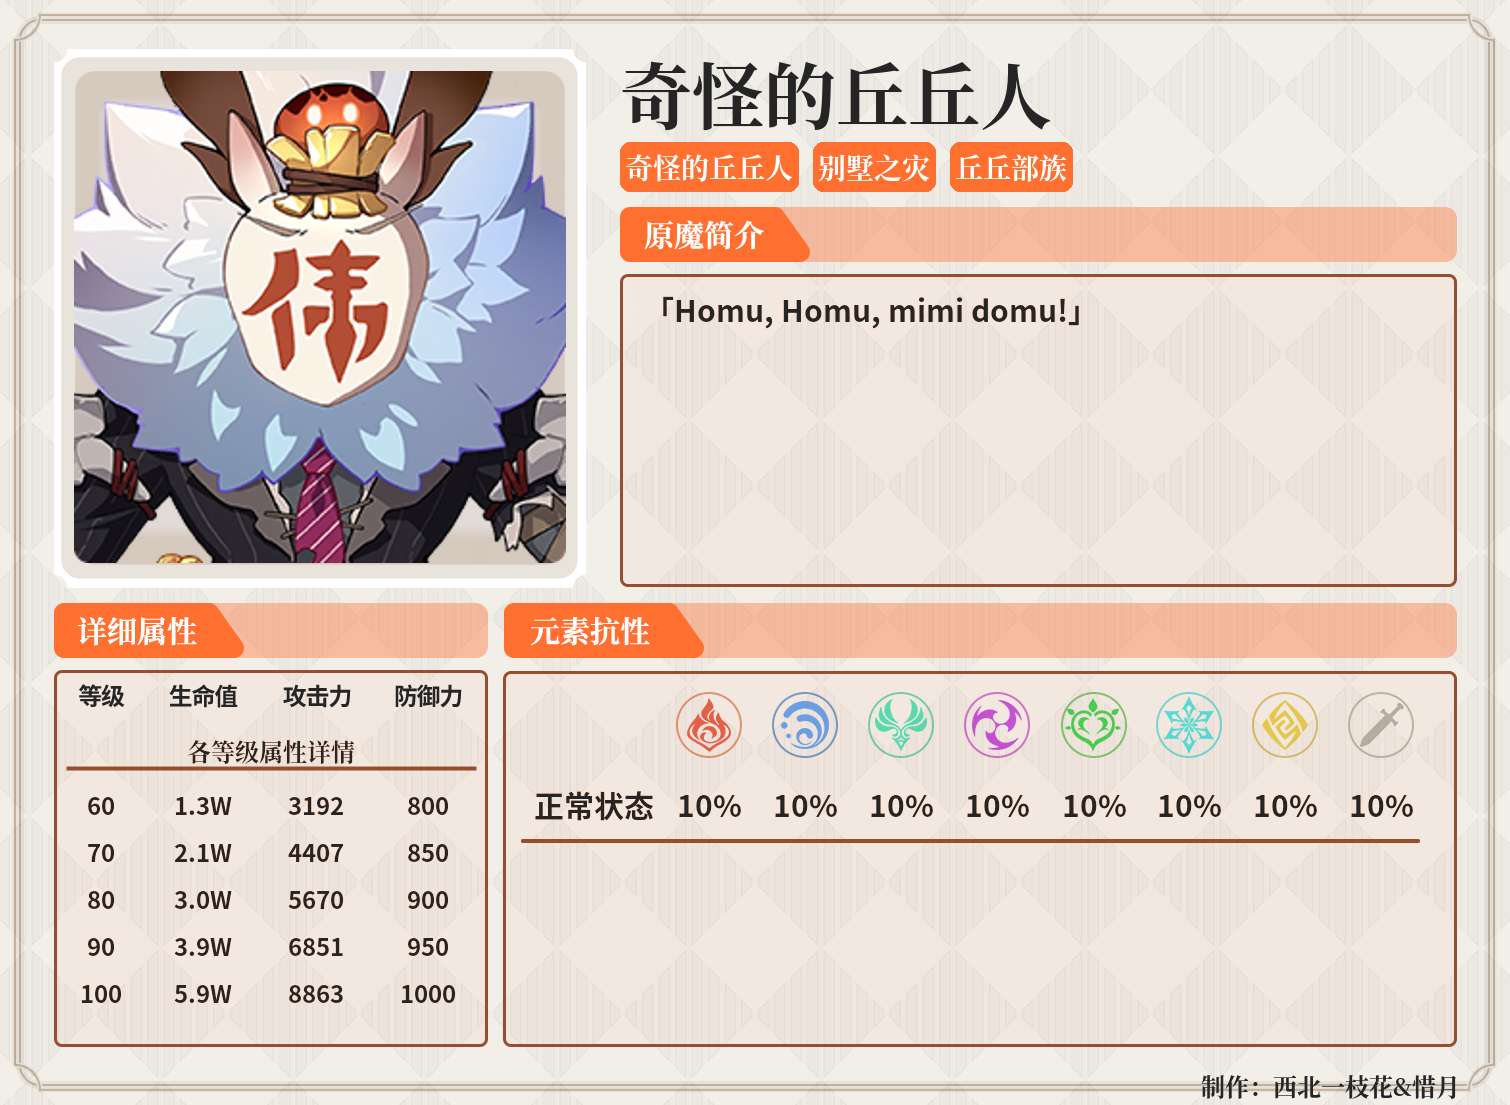 奇怪的丘丘人
奇怪的丘丘人 别墅之灾 丘丘部族
原魔简介
「Homu, Homu, mimi domu!」
伟
详细属性
等级 生命值 攻击力 防御力
各等级属性详情
60 1.3W 3192 800
70 2.1W 4407 850
80 3.0W 5670 900
90 3.9W 6851 950
100 5.9W 8863 1000
元素抗性
正常状态 10% 10% 10% 10% 10% 10% 10% 10%
制作：西北一枝花&惜月